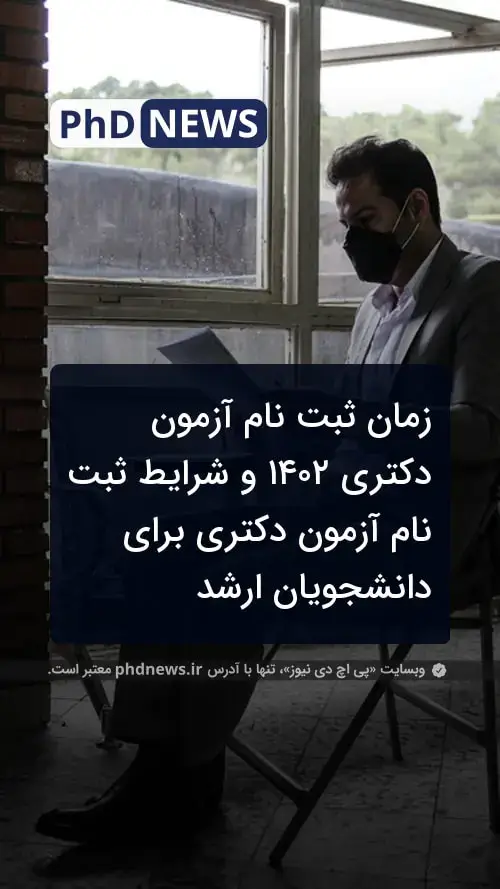 PhD NEWS
زمان ثبت نام آزمون
دکتری ۱۴۰۲ و شرایط ثبت
نام آزمون دکتری برای
دانشجویان ارشد
وبسایت «پی اچ دی نیوز»، تنها با آدرس phdnews.ir معتبر است.